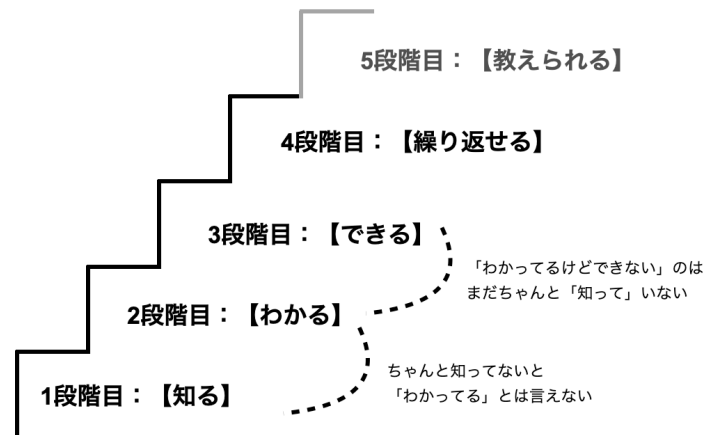 5段階目：【教えられる】
4段階目：【繰り返せる】
3段階目：【できる】
「わかってるけどできない」のは
まだちゃんと「知って」いない
2段階目：【わかる】
ちゃんと知ってないと
「わかってる」とは言えない
1段階目：【知る】